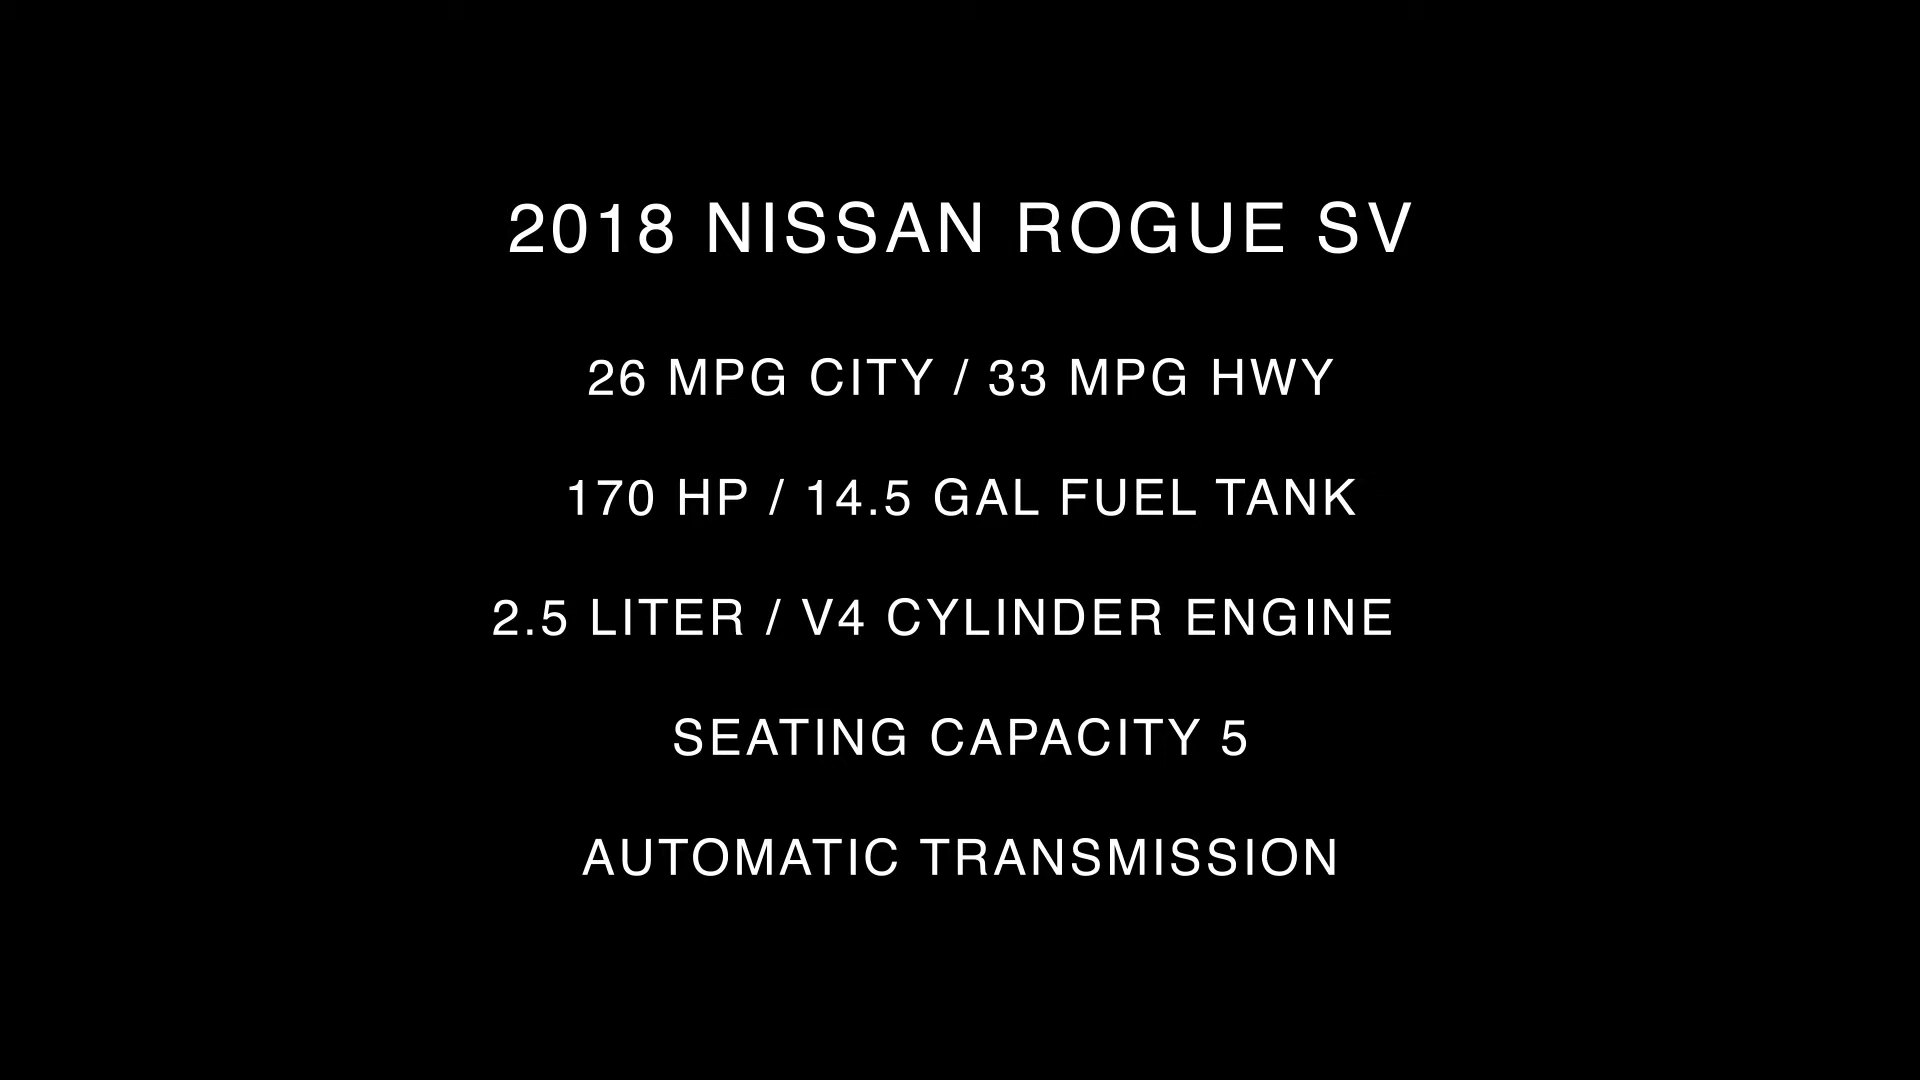 2018 NISSAN ROGUE SV
26 MPG CITY / 33 MPG HWY
170 HP / 14.5 GAL FUEL TANK
2.5 LITER / V4 CYLINDER ENGINE
SEATING CAPACITY 5
AUTOMATIC TRANSMISSION